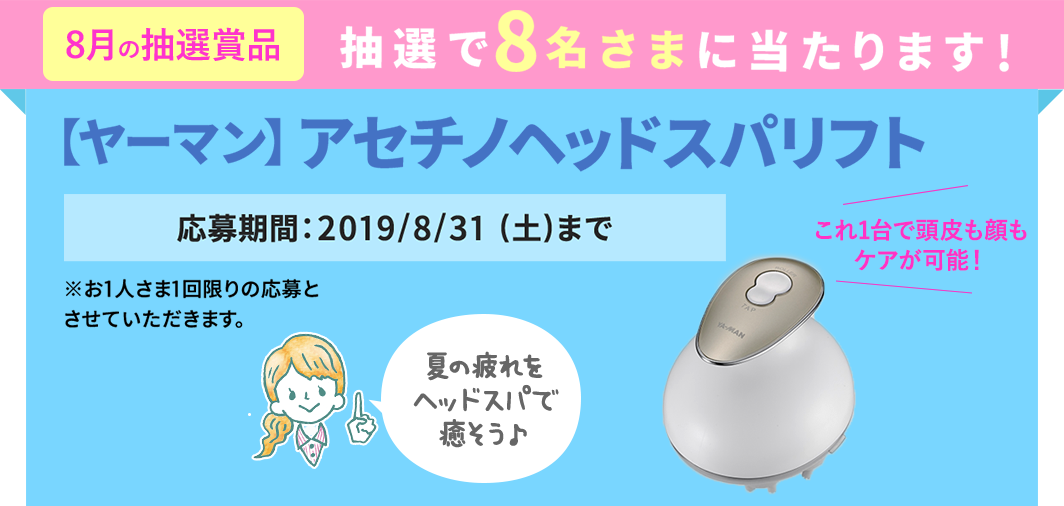 8月の抽選賞品
抽選で8名さまに当たります！
【ヤーマン】アセチノヘッドスパリフト
応募期間：2019/8/31（土）まで
これ1台で頭皮も顔も
ケアが可能！
※お1人さま1回限りの応募と
させていただきます。
夏の疲れを
ヘッドスパで
癒そう♪
YA-MAN